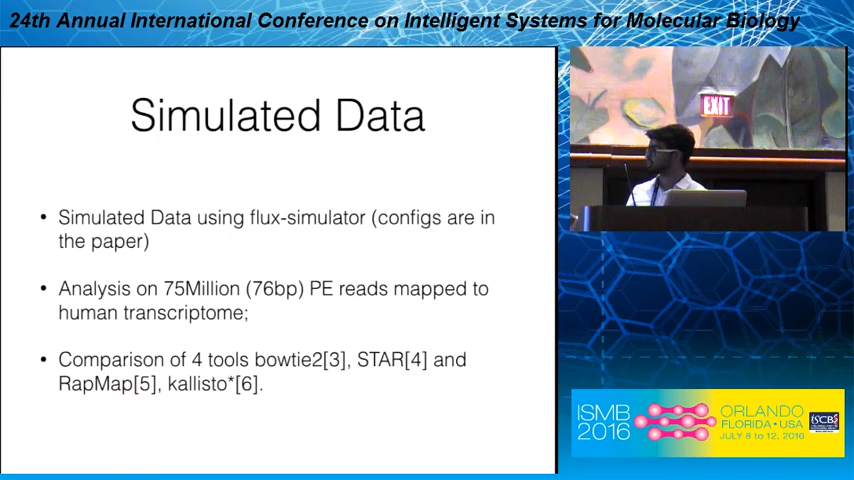 24th Annual International Conference on Intelligent Systems for Molecular Biology
Simulated Data
• Simulated Data using flux-simulator (configs are in
the paper)
• Analysis on 75Million (76bp) PE reads mapped to
human transcriptome;
• Comparison of 4 tools bowtie2[3], STAR[4] and
RapMap[5], kallisto*[6].
EXIT
ISMB
2016
ORLANDO
FLORIDA • USA
JULY 8 to 12, 2016
ISCB